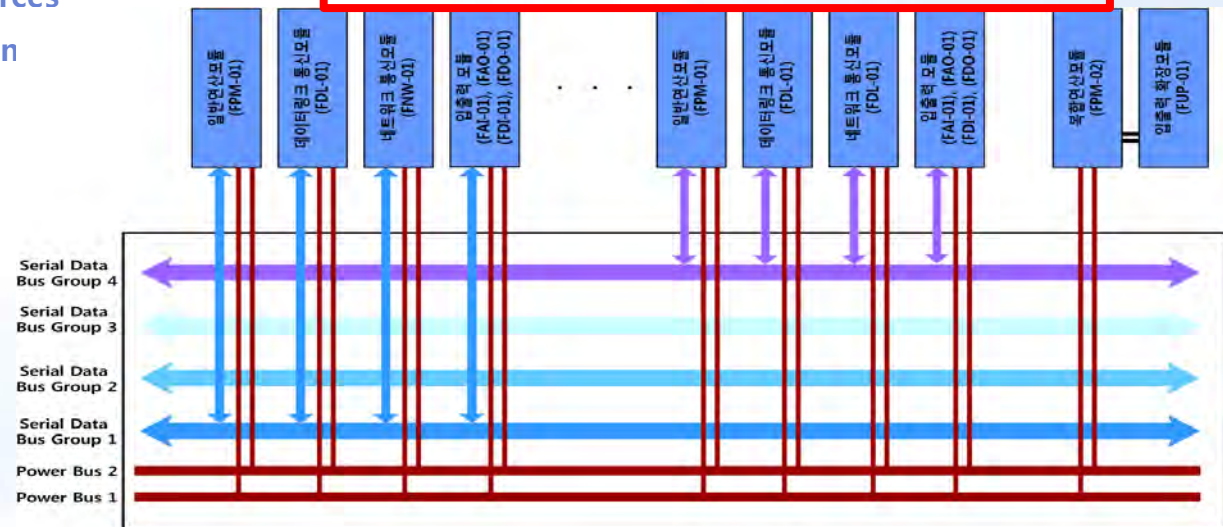 rces
n
일반연산모듈
(FPM-01)
데이터링크 통신모듈
(FDL-01)
네트워크 통신모듈
(FNW-01)
입출력 모듈
(FAI-01), (FAO-01)
(FDI-01), (FDO-01)
. . .
일반연산모듈
(FPM-01)
데이터링크 통신모듈
(FDL-01)
네트워크 통신모듈
(FDL-01)
입출력 모듈
(FAI-01), (FAO-01)
(FDI-01), (FDO-01)
복합연산모듈
(FPM-02)
입출력 확장모듈
(FUP-01)
Serial Data
Bus Group 4
Serial Data
Bus Group 3
Serial Data
Bus Group 2
Serial Data
Bus Group 1
Power Bus 2
Power Bus 1